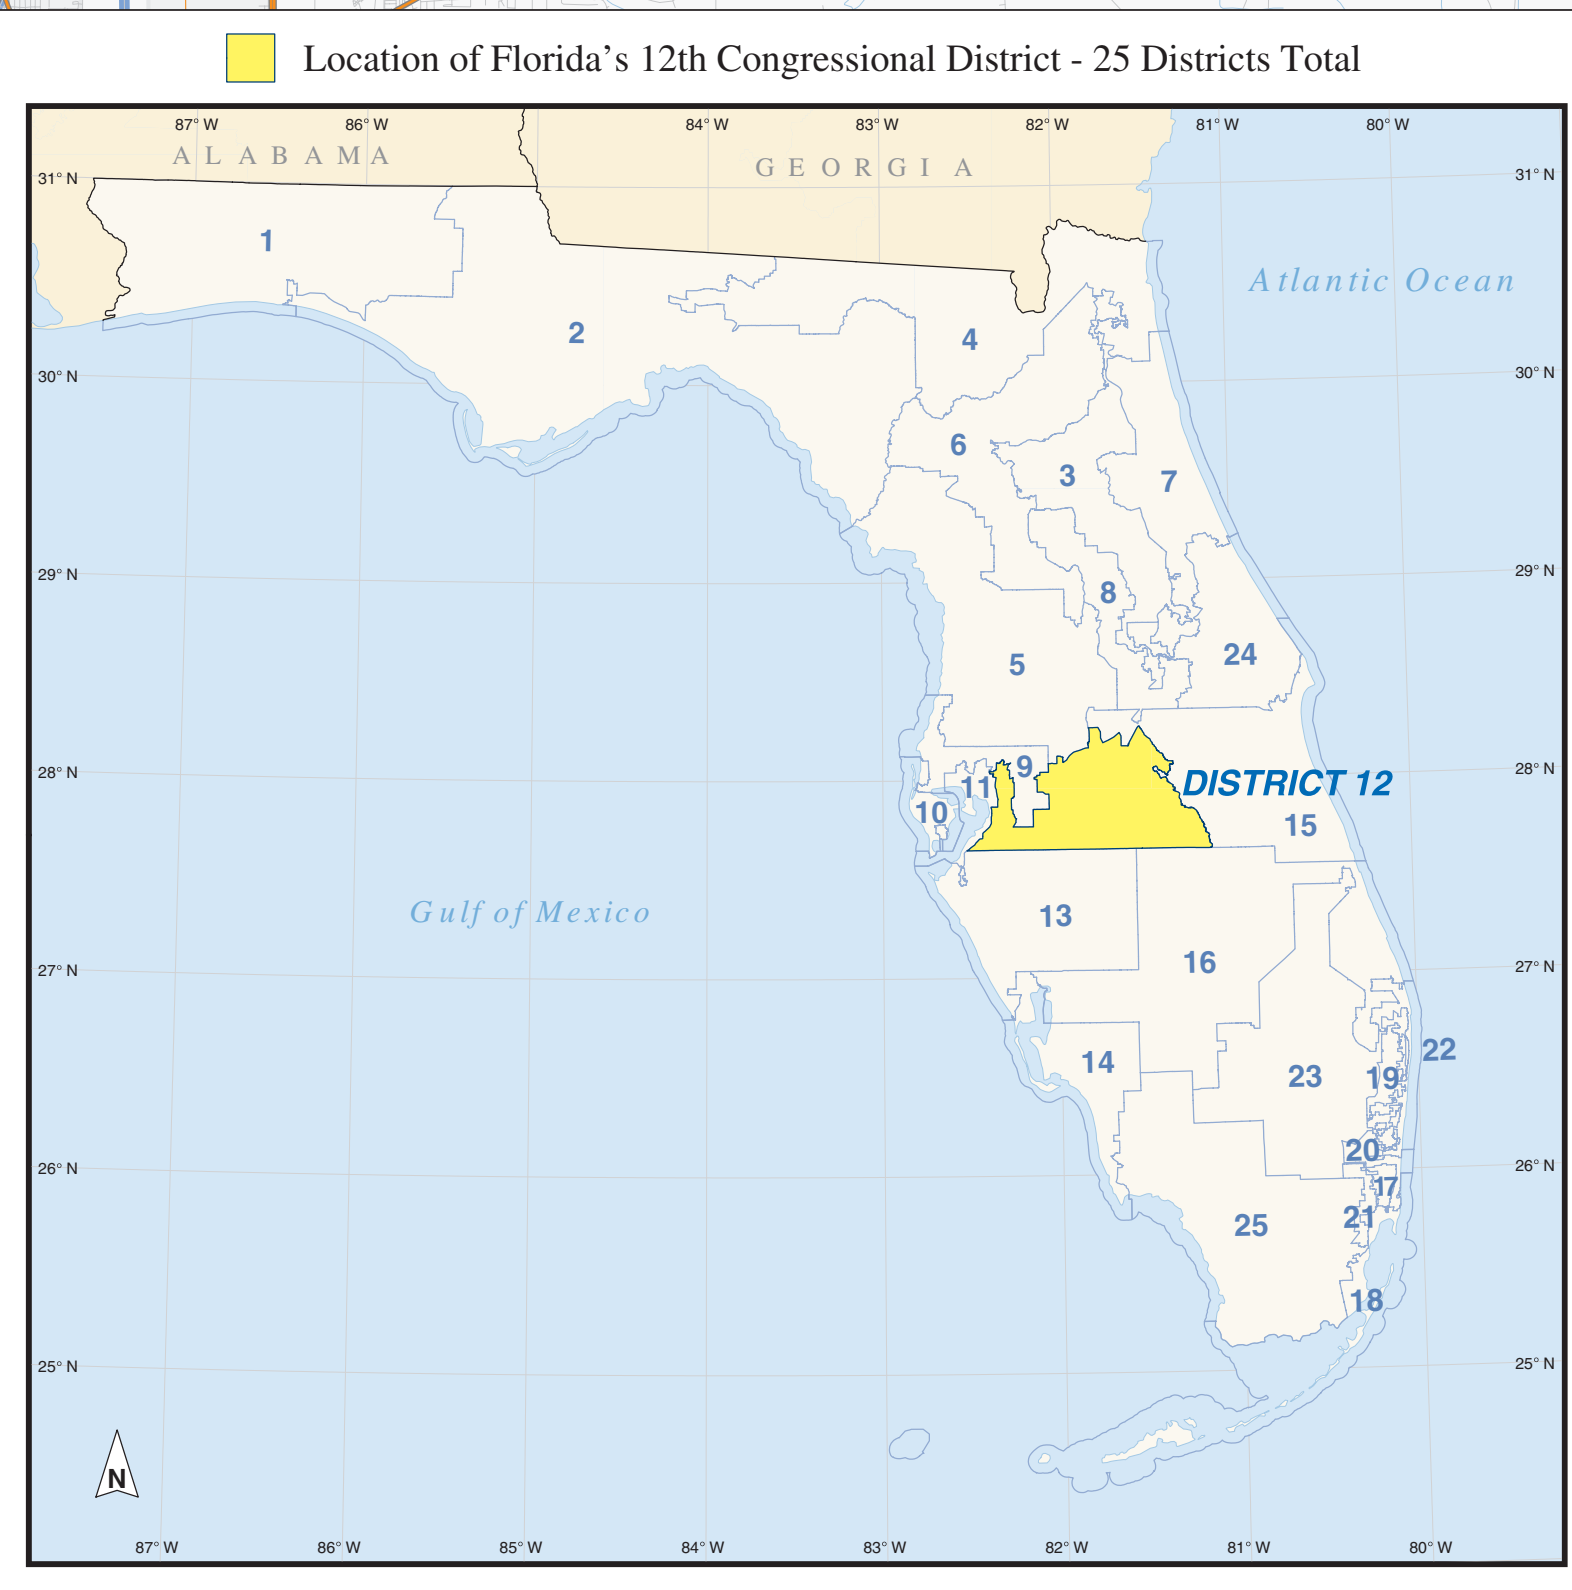 Location of Florida’s 12th Congressional District - 25 Districts Total
87° W 86° W 84° W 83° W 82° W 81° W 80° W
ALABAMA
GEORGIA
31° N 31° N
1
Atlantic Ocean
2
4
30° N 30° N
6
3
7
29° N 29° N
8
24
5
9
28° N 28° N
DISTRICT 12
11
10
15
Gulf of Mexico
13
16
27° N 27° N
22
14
23
19
20
26° N 26° N
17
21
25
18
25° N 25° N
N
87° W 86° W 85° W 84° W 83° W 82° W 81° W 80° W